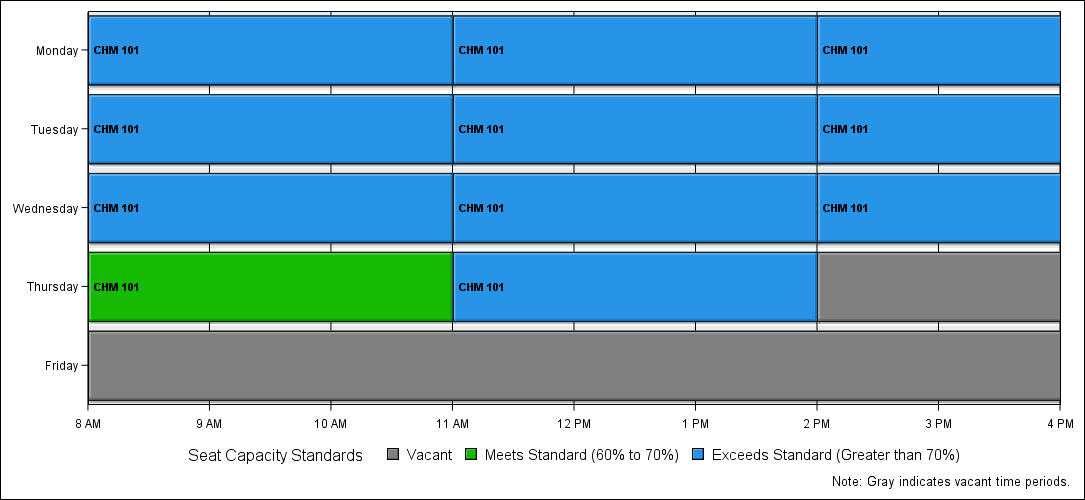 Monday CHM 101 CHM 101 CHM 101
Tuesday CHM 101 CHM 101 CHM 101
Wednesday CHM 101 CHM 101 CHM 101
Thursday CHM 101 CHM 101
Friday
8 AM 9 AM 10 AM 11 AM 12 PM 1 PM 2 PM 3 PM 4 PM
Seat Capacity Standards Vacant Meets Standard (60% to 70%) Exceeds Standard (Greater than 70%)
Note: Gray indicates vacant time periods.